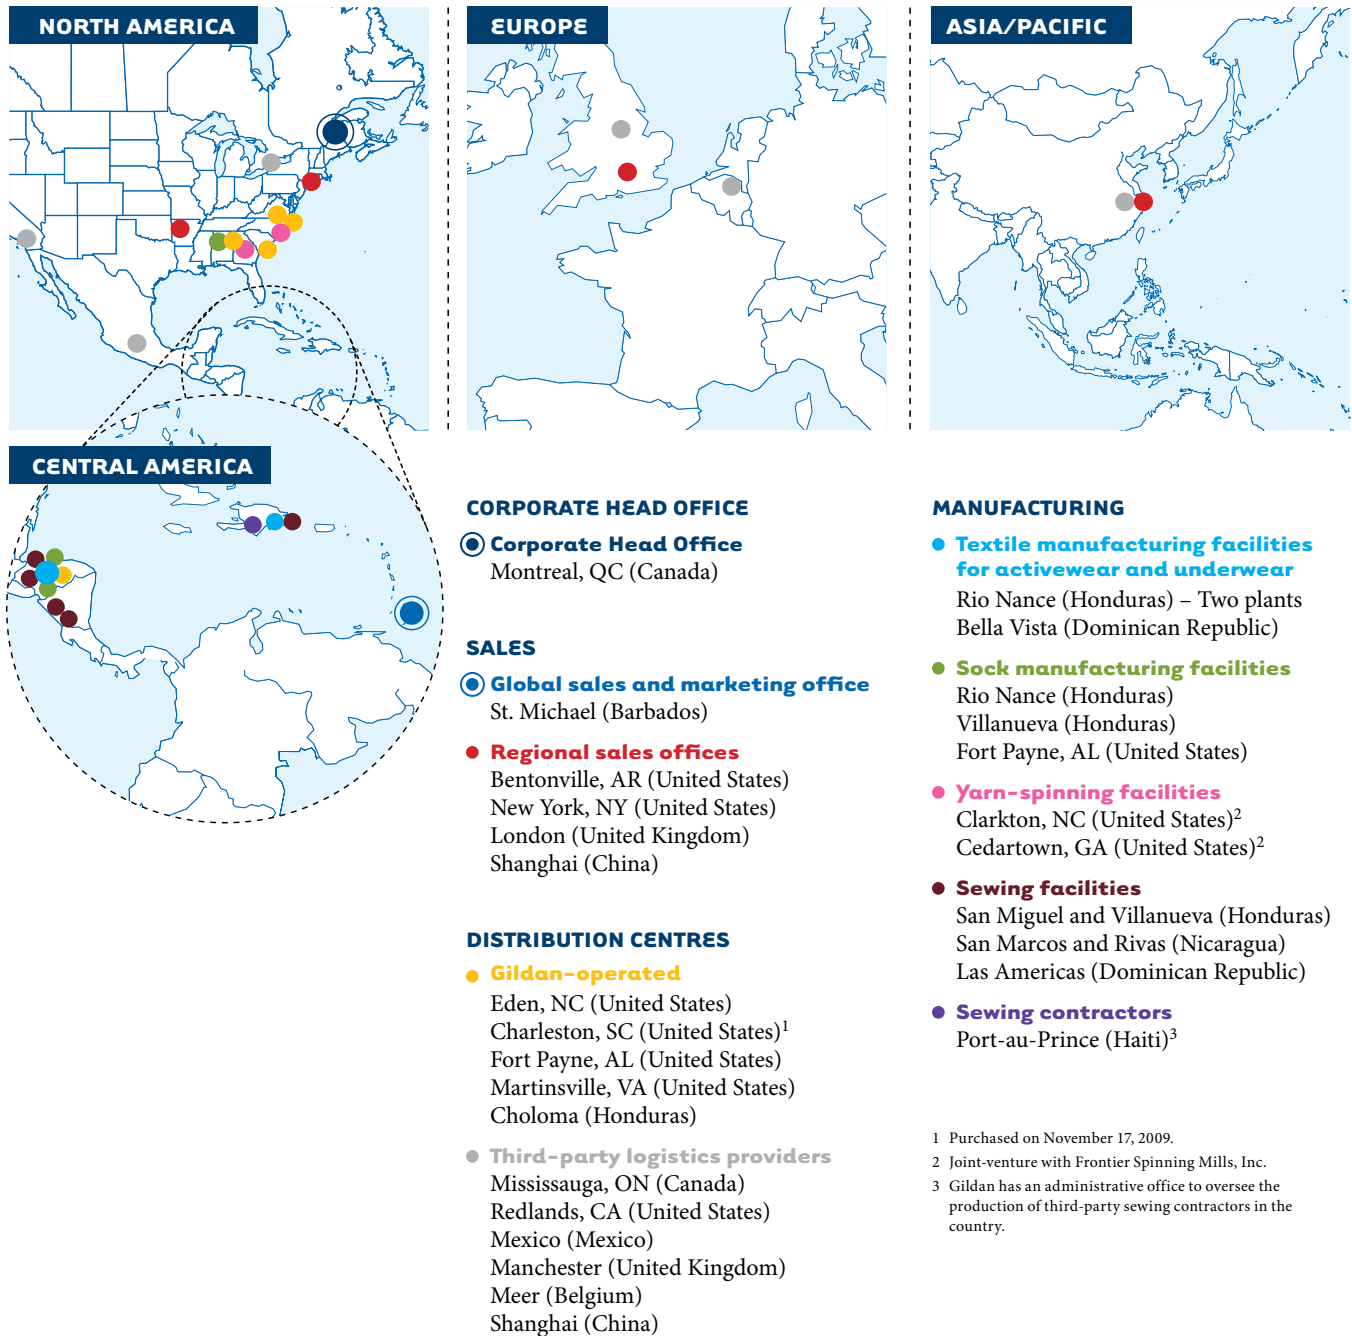 NORTH AMERICA
EUROPE
ASIA/PACIFIC
CENTRAL AMERICA
CORPORATE HEAD OFFICE
Corporate Head Office
Montreal, QC (Canada)
SALES
Global sales and marketing office
St. Michael (Barbados)
Regional sales offices
Bentonville, AR (United States)
New York, NY (United States)
London (United Kingdom)
Shanghai (China)
DISTRIBUTION CENTRES
Gildan-operated
Eden, NC (United States)
Charleston, SC (United States)1
Fort Payne, AL (United States)
Martinsville, VA (United States)
Choloma (Honduras)
Third-party logistics providers
Mississauga, ON (Canada)
Redlands, CA (United States)
Mexico (Mexico)
Manchester (United Kingdom)
Meer (Belgium)
Shanghai (China)
MANUFACTURING
Textile manufacturing facilities
for activewear and underwear
Rio Nance (Honduras) – Two plants
Bella Vista (Dominican Republic)
Sock manufacturing facilities
Rio Nance (Honduras)
Villanueva (Honduras)
Fort Payne, AL (United States)
Yarn-spinning facilities
Clarkton, NC (United States)2
Cedartown, GA (United States)2
Sewing facilities
San Miguel and Villanueva (Honduras)
San Marcos and Rivas (Nicaragua)
Las Americas (Dominican Republic)
Sewing contractors
Port-au-Prince (Haiti)3
1 Purchased on November 17, 2009.
2 Joint-venture with Frontier Spinning Mills, Inc.
3 Gildan has an administrative office to oversee the
production of third-party sewing contractors in the
country.